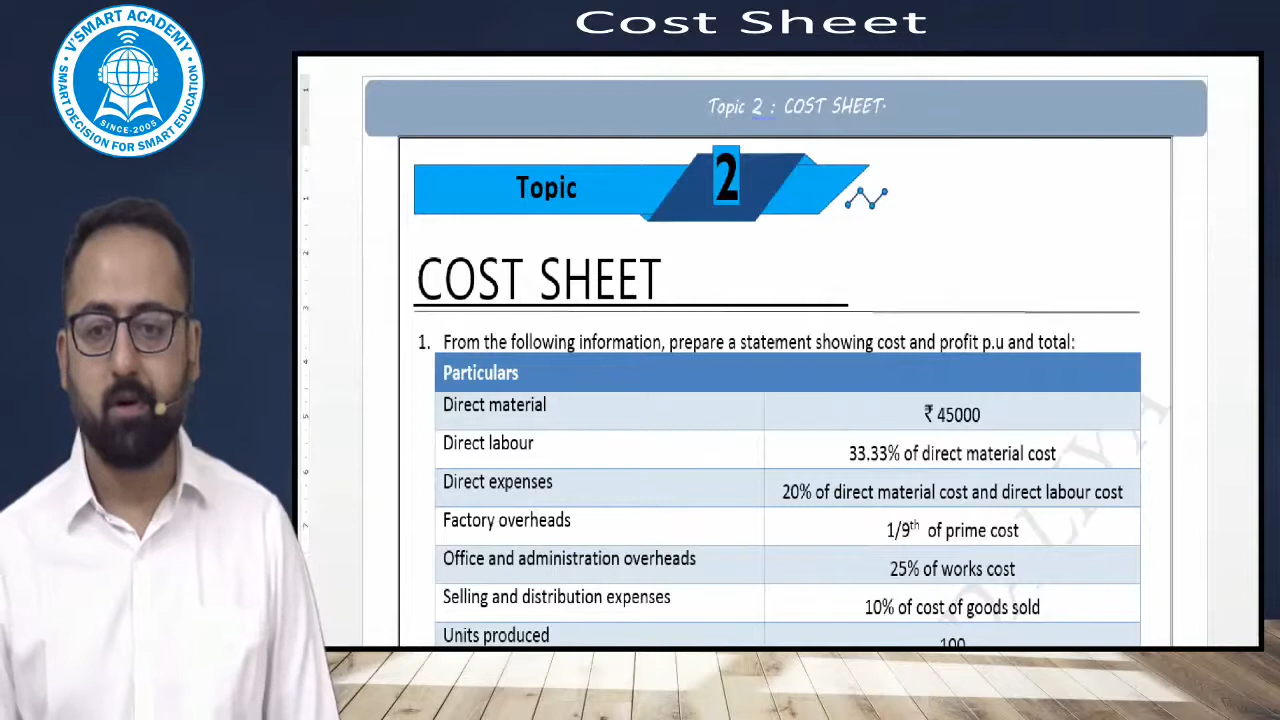 Cost Sheet
V'SMART ACADEMY
SINCE-2005
SMART DECISION FOR SMART EDUCATION
Topic 2 : COST SHEET.
Topic 2
COST SHEET
1. From the following information, prepare a statement showing cost and profit p.u and total:
Particulars
Direct material ₹ 45000
Direct labour 33.33% of direct material cost
Direct expenses 20% of direct material cost and direct labour cost
Factory overheads 1/9th of prime cost
Office and administration overheads 25% of works cost
Selling and distribution expenses 10% of cost of goods sold
Units produced 100